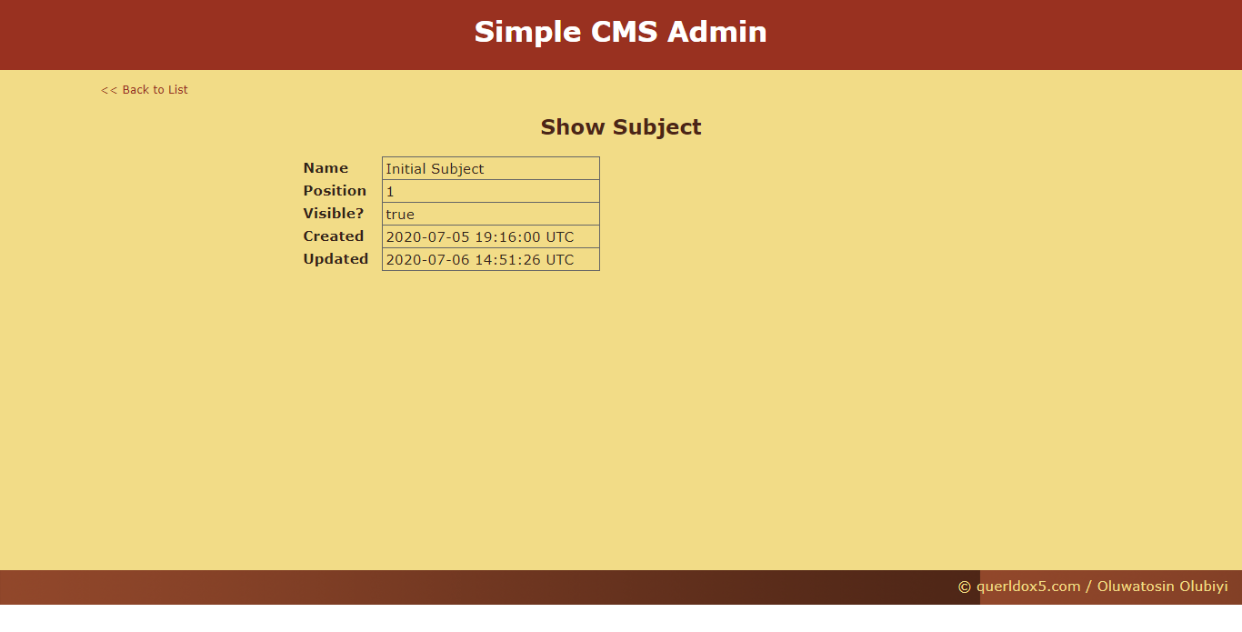 Simple CMS Admin
<< Back to List
Show Subject
Name Initial Subject
Position 1
Visible? true
Created 2020-07-05 19:16:00 UTC
Updated 2020-07-06 14:51:26 UTC
© querldox5.com / Oluwatosin Olubiyi